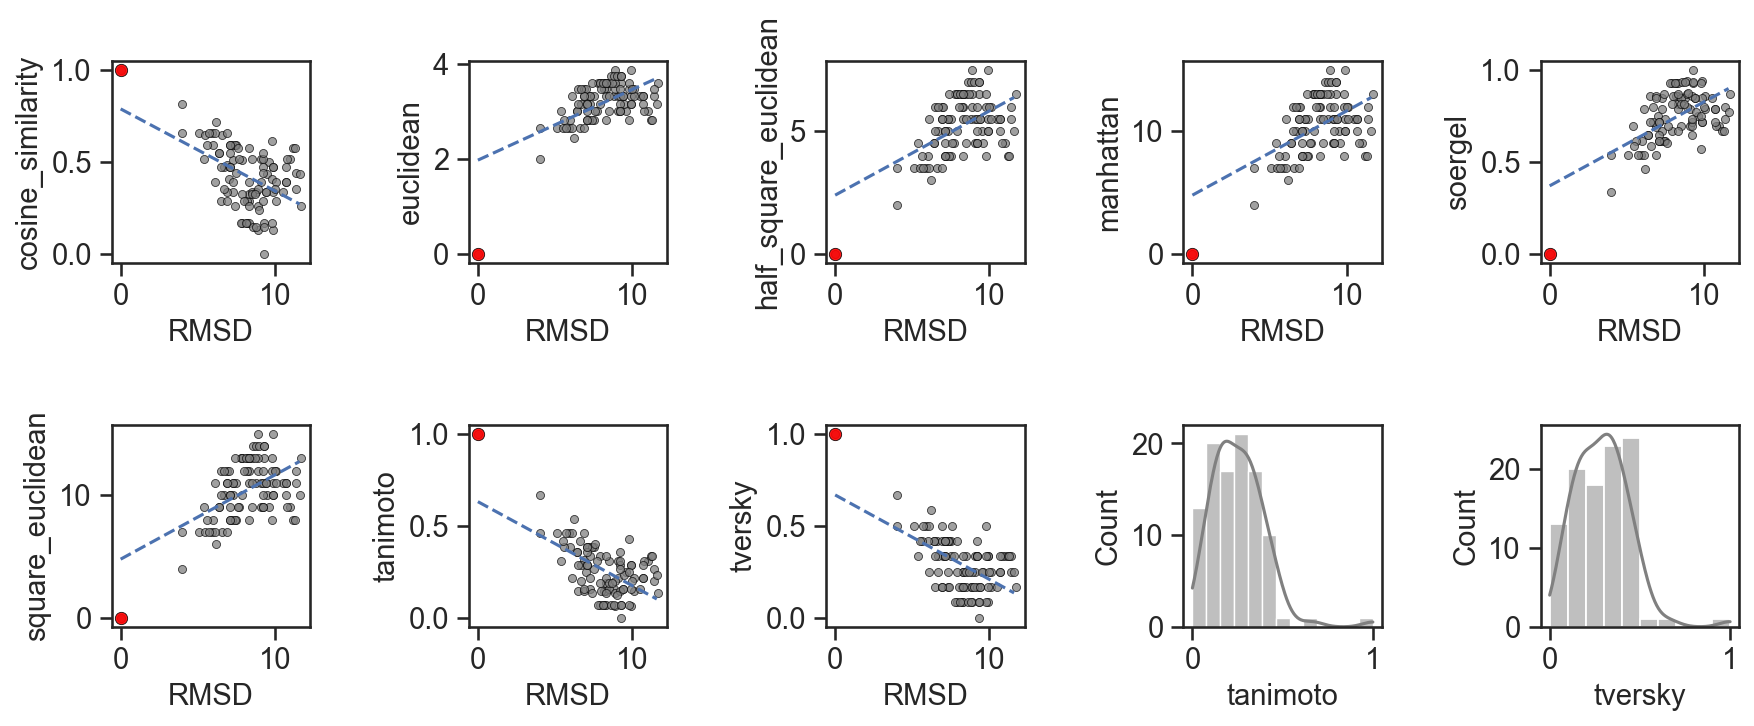 cosine_similarity
1.0
0.5
0.0
0 10
RMSD
euclidean
4
2
0
0 10
RMSD
half_square_euclidean
5
0
0 10
RMSD
manhattan
10
0
0 10
RMSD
soergel
1.0
0.5
0.0
0 10
RMSD
square_euclidean
10
0
0 10
RMSD
tanimoto
1.0
0.5
0.0
0 10
RMSD
tversky
1.0
0.5
0.0
0 10
RMSD
Count
20
10
0
0 1
tanimoto
Count
20
10
0
0 1
tversky